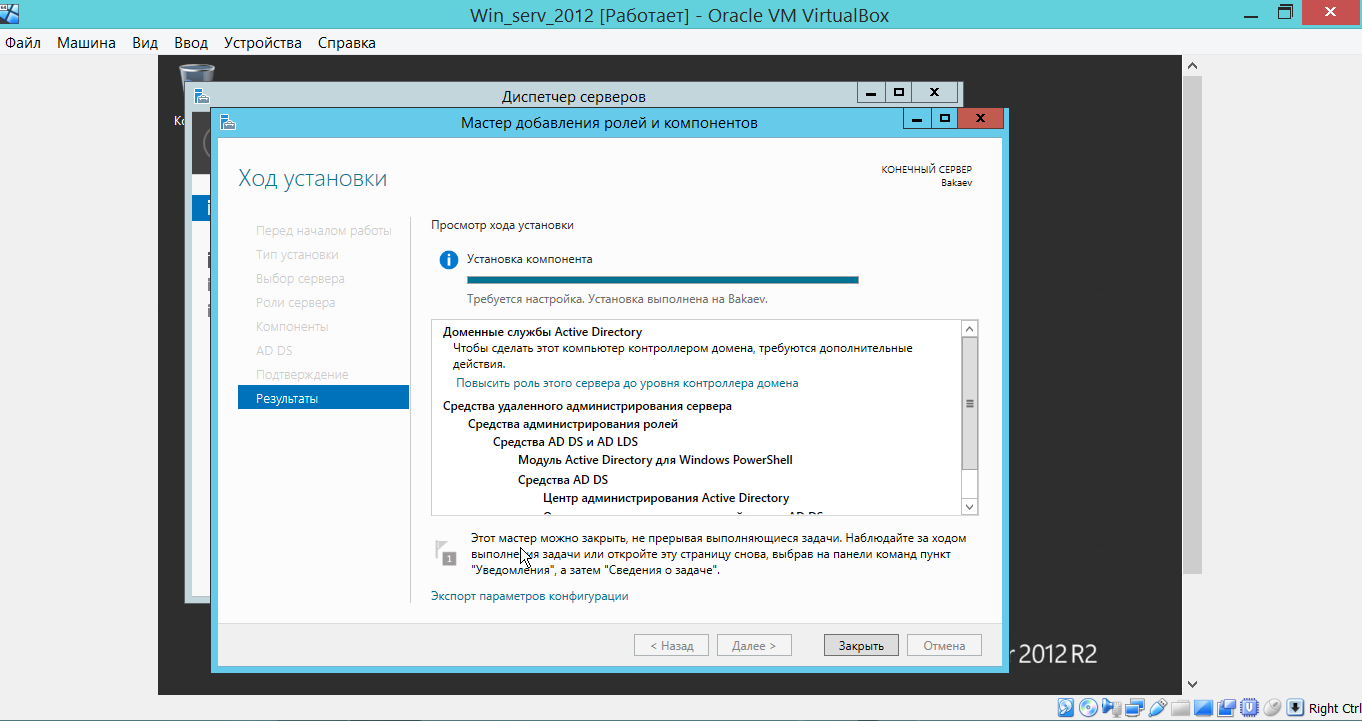 Win_serv_2012 [Работает] - Oracle VM VirtualBox
Файл Машина Вид Ввод Устройства Справка
Диспетчер серверов
Мастер добавления ролей и компонентов
Ход установки
КОНЕЧНЫЙ СЕРВЕР
Bakaev
Перед началом работы
Тип установки
Выбор сервера
Роли сервера
Компоненты
AD DS
Подтверждение
Результаты
Просмотр хода установки
Установка компонента
Требуется настройка. Установка выполнена на Bakaev.
Доменные службы Active Directory
Чтобы сделать этот компьютер контроллером домена, требуются дополнительные
действия.
Повысить роль этого сервера до уровня контроллера домена
Средства удаленного администрирования сервера
Средства администрирования ролей
Средства AD DS и AD LDS
Модуль Active Directory для Windows PowerShell
Средства AD DS
Центр администрирования Active Directory
1
Этот мастер можно закрыть, не прерывая выполняющиеся задачи. Наблюдайте за ходом
выполнения задачи или откройте эту страницу снова, выбрав на панели команд пункт
"Уведомления", а затем "Сведения о задаче".
Экспорт параметров конфигурации
< Назад Далее > Закрыть Отмена
2012 R2
Right Ctrl